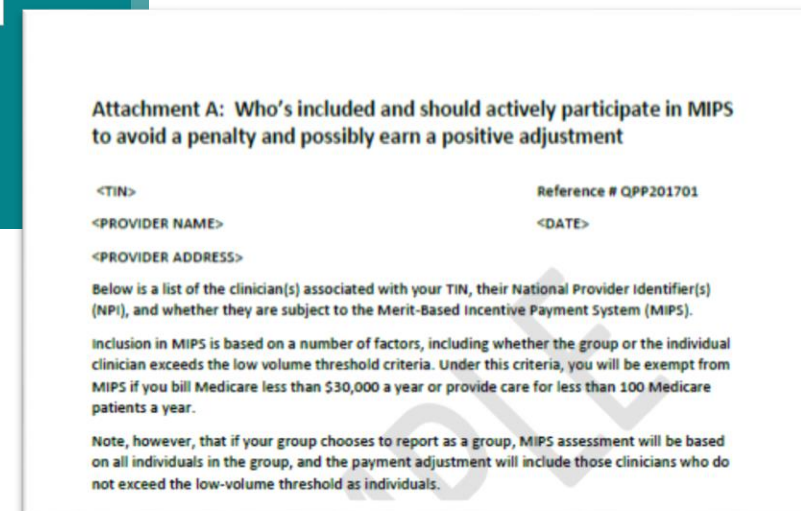 Attachment A:  Who's included and should actively participate in MIPS
to avoid a penalty and possibly earn a positive adjustment
<TIN> Reference # QPP201701
<PROVIDER NAME> <DATE>
<PROVIDER ADDRESS>
Below is a list of the clinician(s) associated with your TIN, their National Provider Identifier(s)
(NPI), and whether they are subject to the Merit-Based Incentive Payment System (MIPS).
Inclusion in MIPS is based on a number of factors, including whether the group or the individual
clinician exceeds the low volume threshold criteria. Under this criteria, you will be exempt from
MIPS if you bill Medicare less than $30,000 a year or provide care for less than 100 Medicare
patients a year.
Note, however, that if your group chooses to report as a group, MIPS assessment will be based
on all individuals in the group, and the payment adjustment will include those clinicians who do
not exceed the low-volume threshold as individuals.